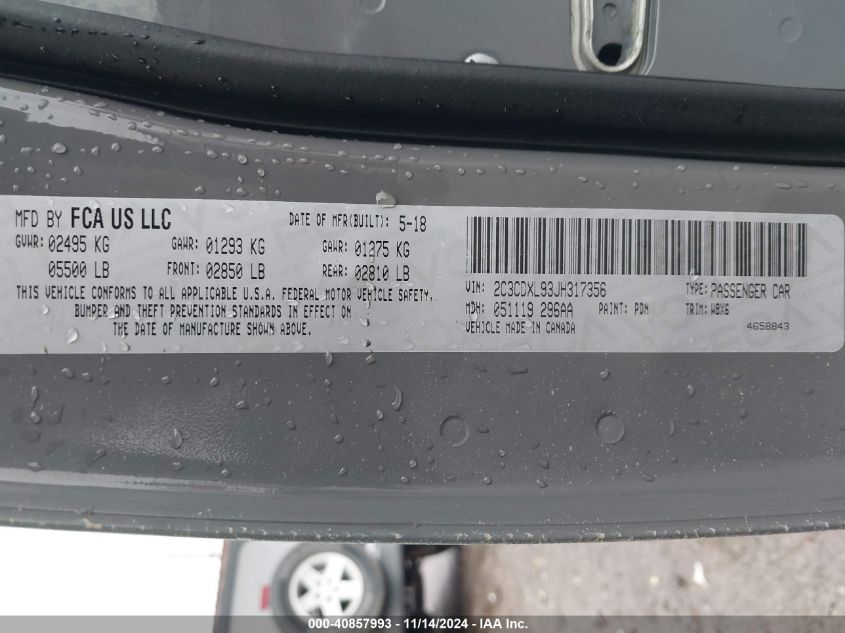 MFD BY FCA US LLC
DATE OF MFR(BUILT): 5-18
GVWR: 02495 KG GAWR: 01293 KG GAWR: 01275 KG
05500 LB FRONT: 02850 LB REAR: 02810 LB
THIS VEHICLE CONFORMS TO ALL APPLICABLE U.S.A. FEDERAL MOTOR VEHICLE SAFETY,
BUMPER AND THEFT PREVENTION STANDARDS IN EFFECT ON
THE DATE OF MANUFACTURE SHOWN ABOVE.
VIN: 2C3CDXL93JH317356 TYPE: PASSENGER CAR
MDH: 051119 296AA PAINT: PDN TRIM: W8XG
VEHICLE MADE IN CANADA 4658843
000-40857993 - 11/14/2024 - IAA Inc.